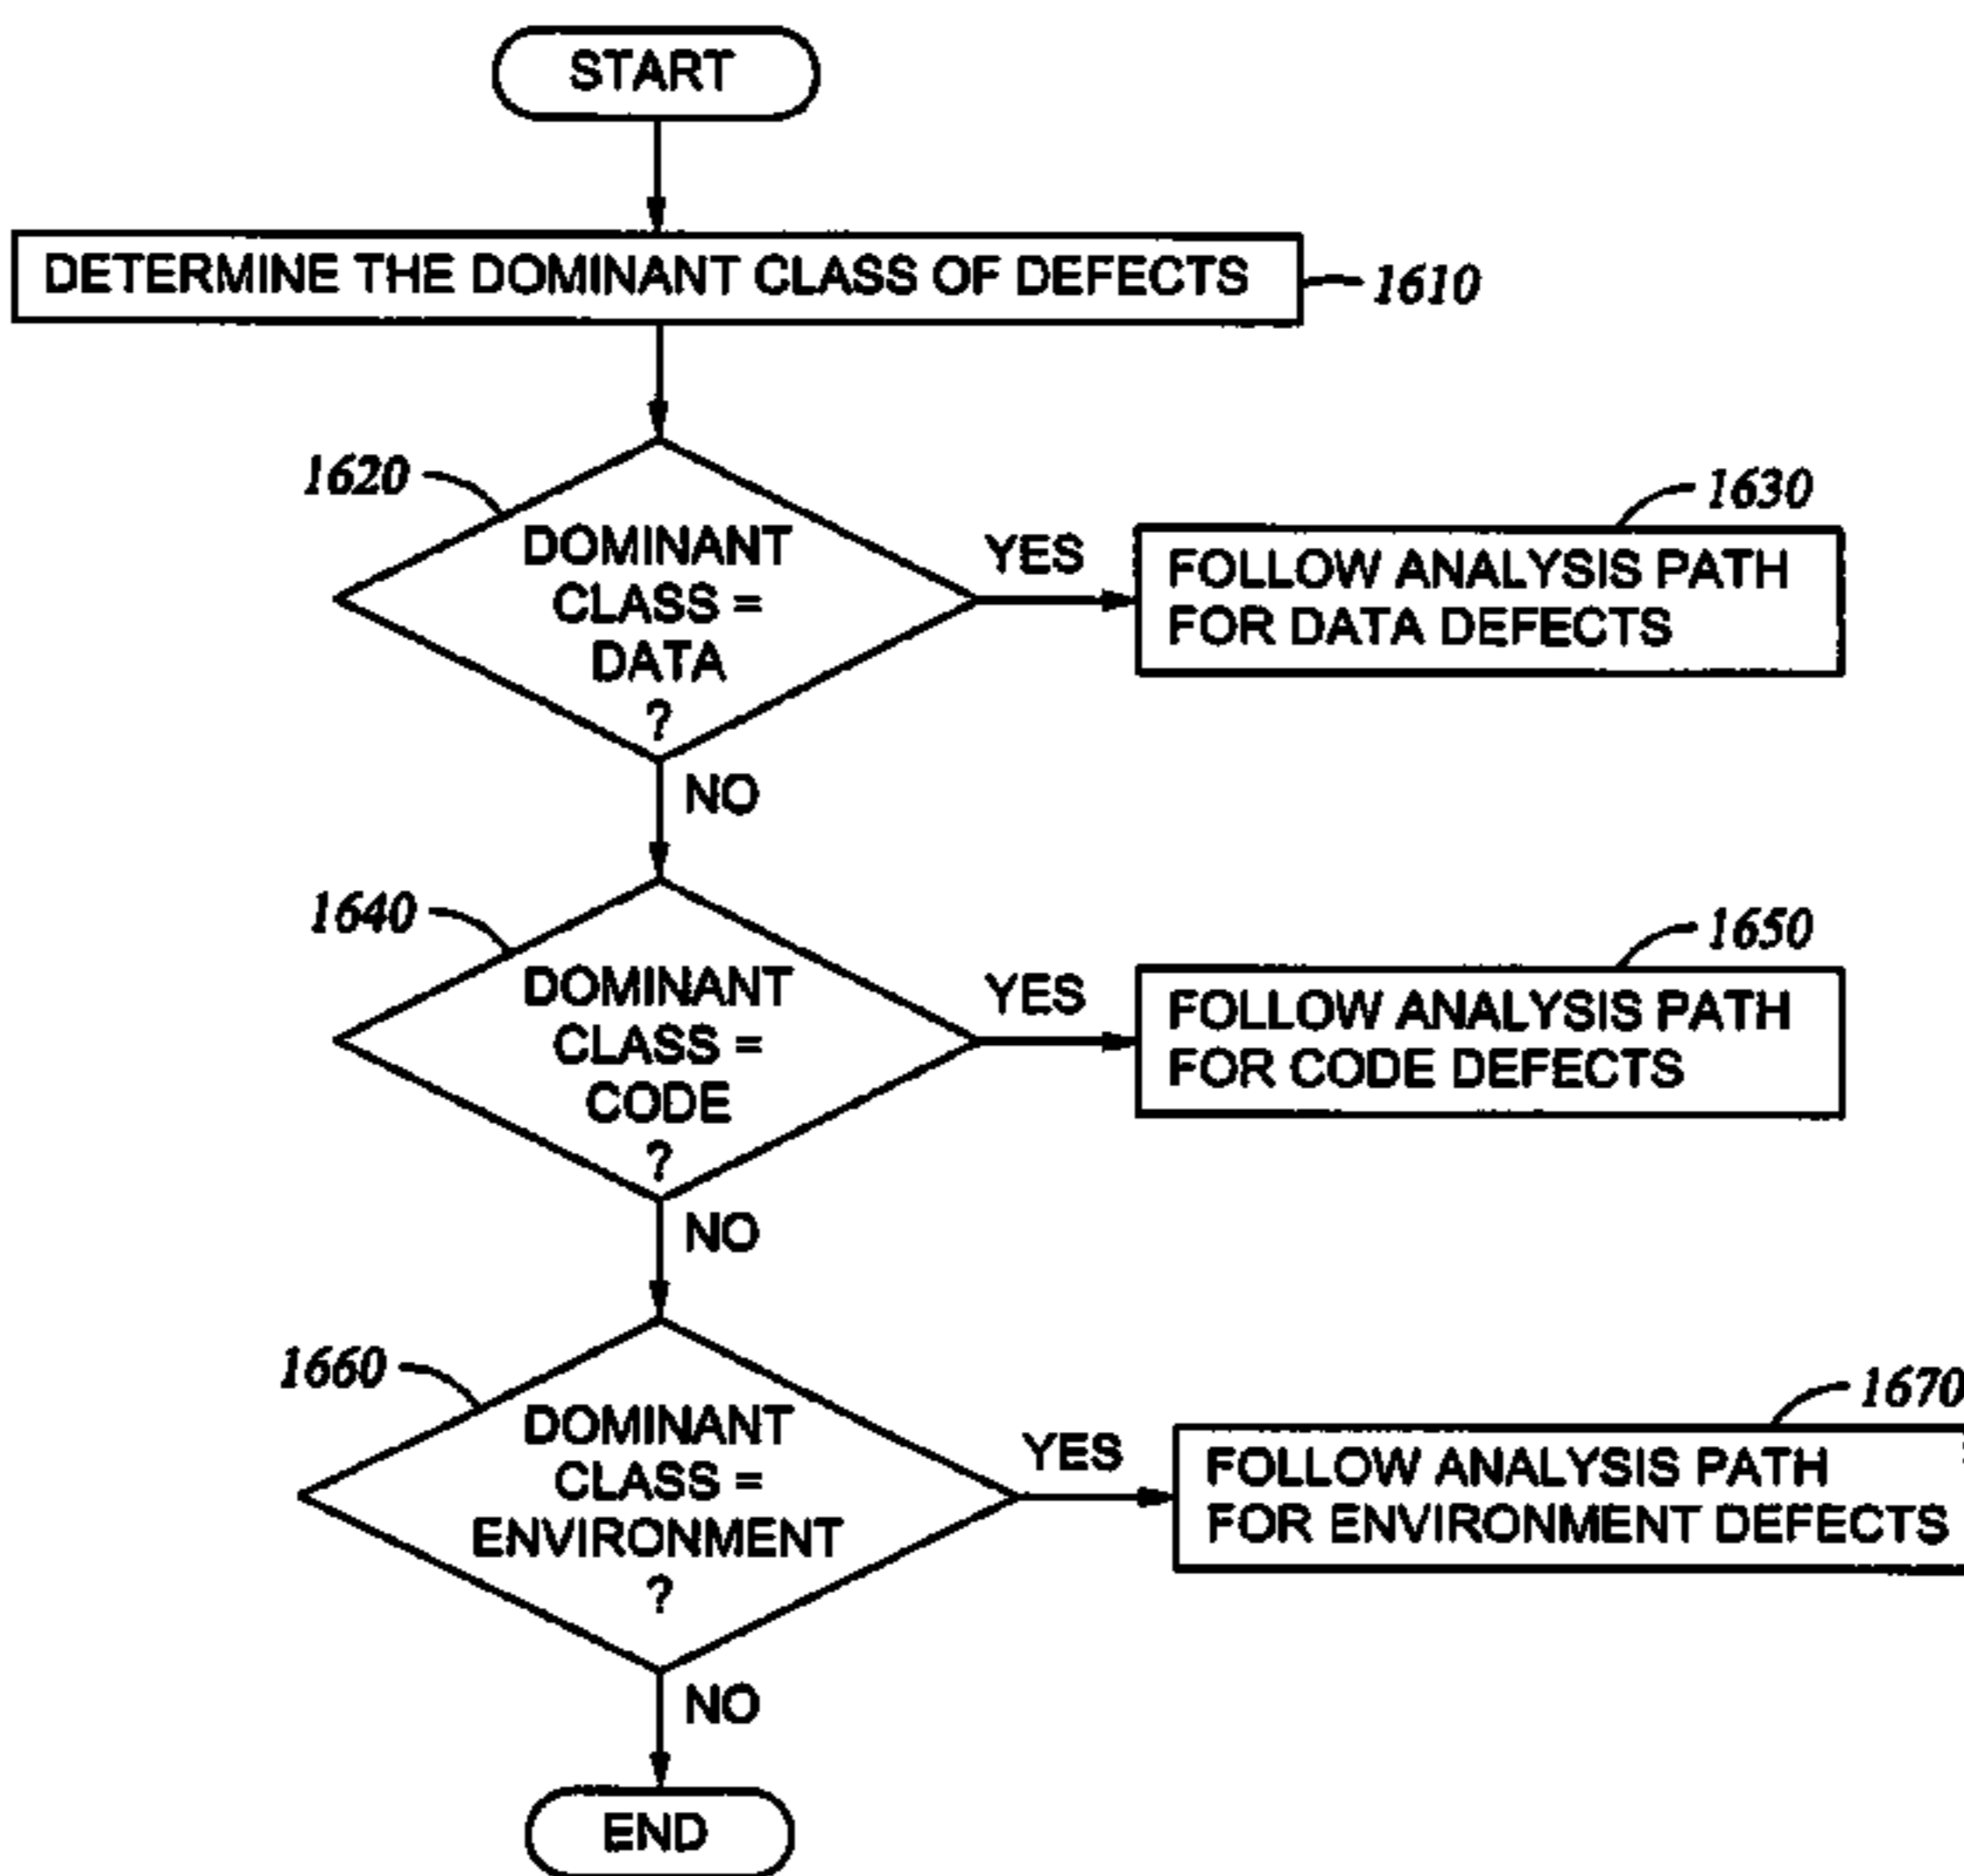 START
DETERMINE THE DOMINANT CLASS OF DEFECTS
1610
1620
DOMINANT
CLASS =
DATA
?
YES
1630
FOLLOW ANALYSIS PATH
FOR DATA DEFECTS
NO
1640
DOMINANT
CLASS =
CODE
?
YES
1650
FOLLOW ANALYSIS PATH
FOR CODE DEFECTS
NO
1660
DOMINANT
CLASS =
ENVIRONMENT
?
YES
1670
FOLLOW ANALYSIS PATH
FOR ENVIRONMENT DEFECTS
NO
END